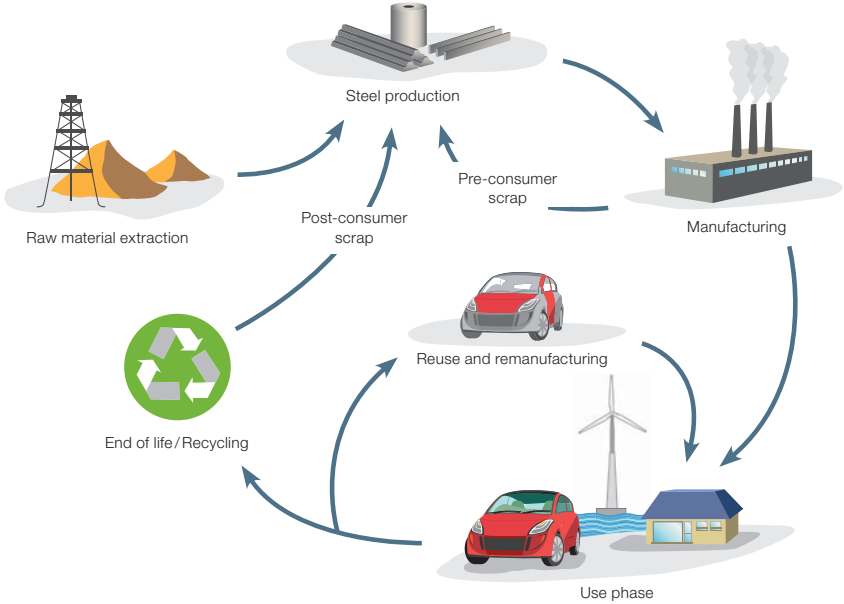 Steel production
Pre-consumer
scrap
Post-consumer
scrap
Manufacturing
Raw material extraction
Reuse and remanufacturing
End of life/Recycling
Use phase